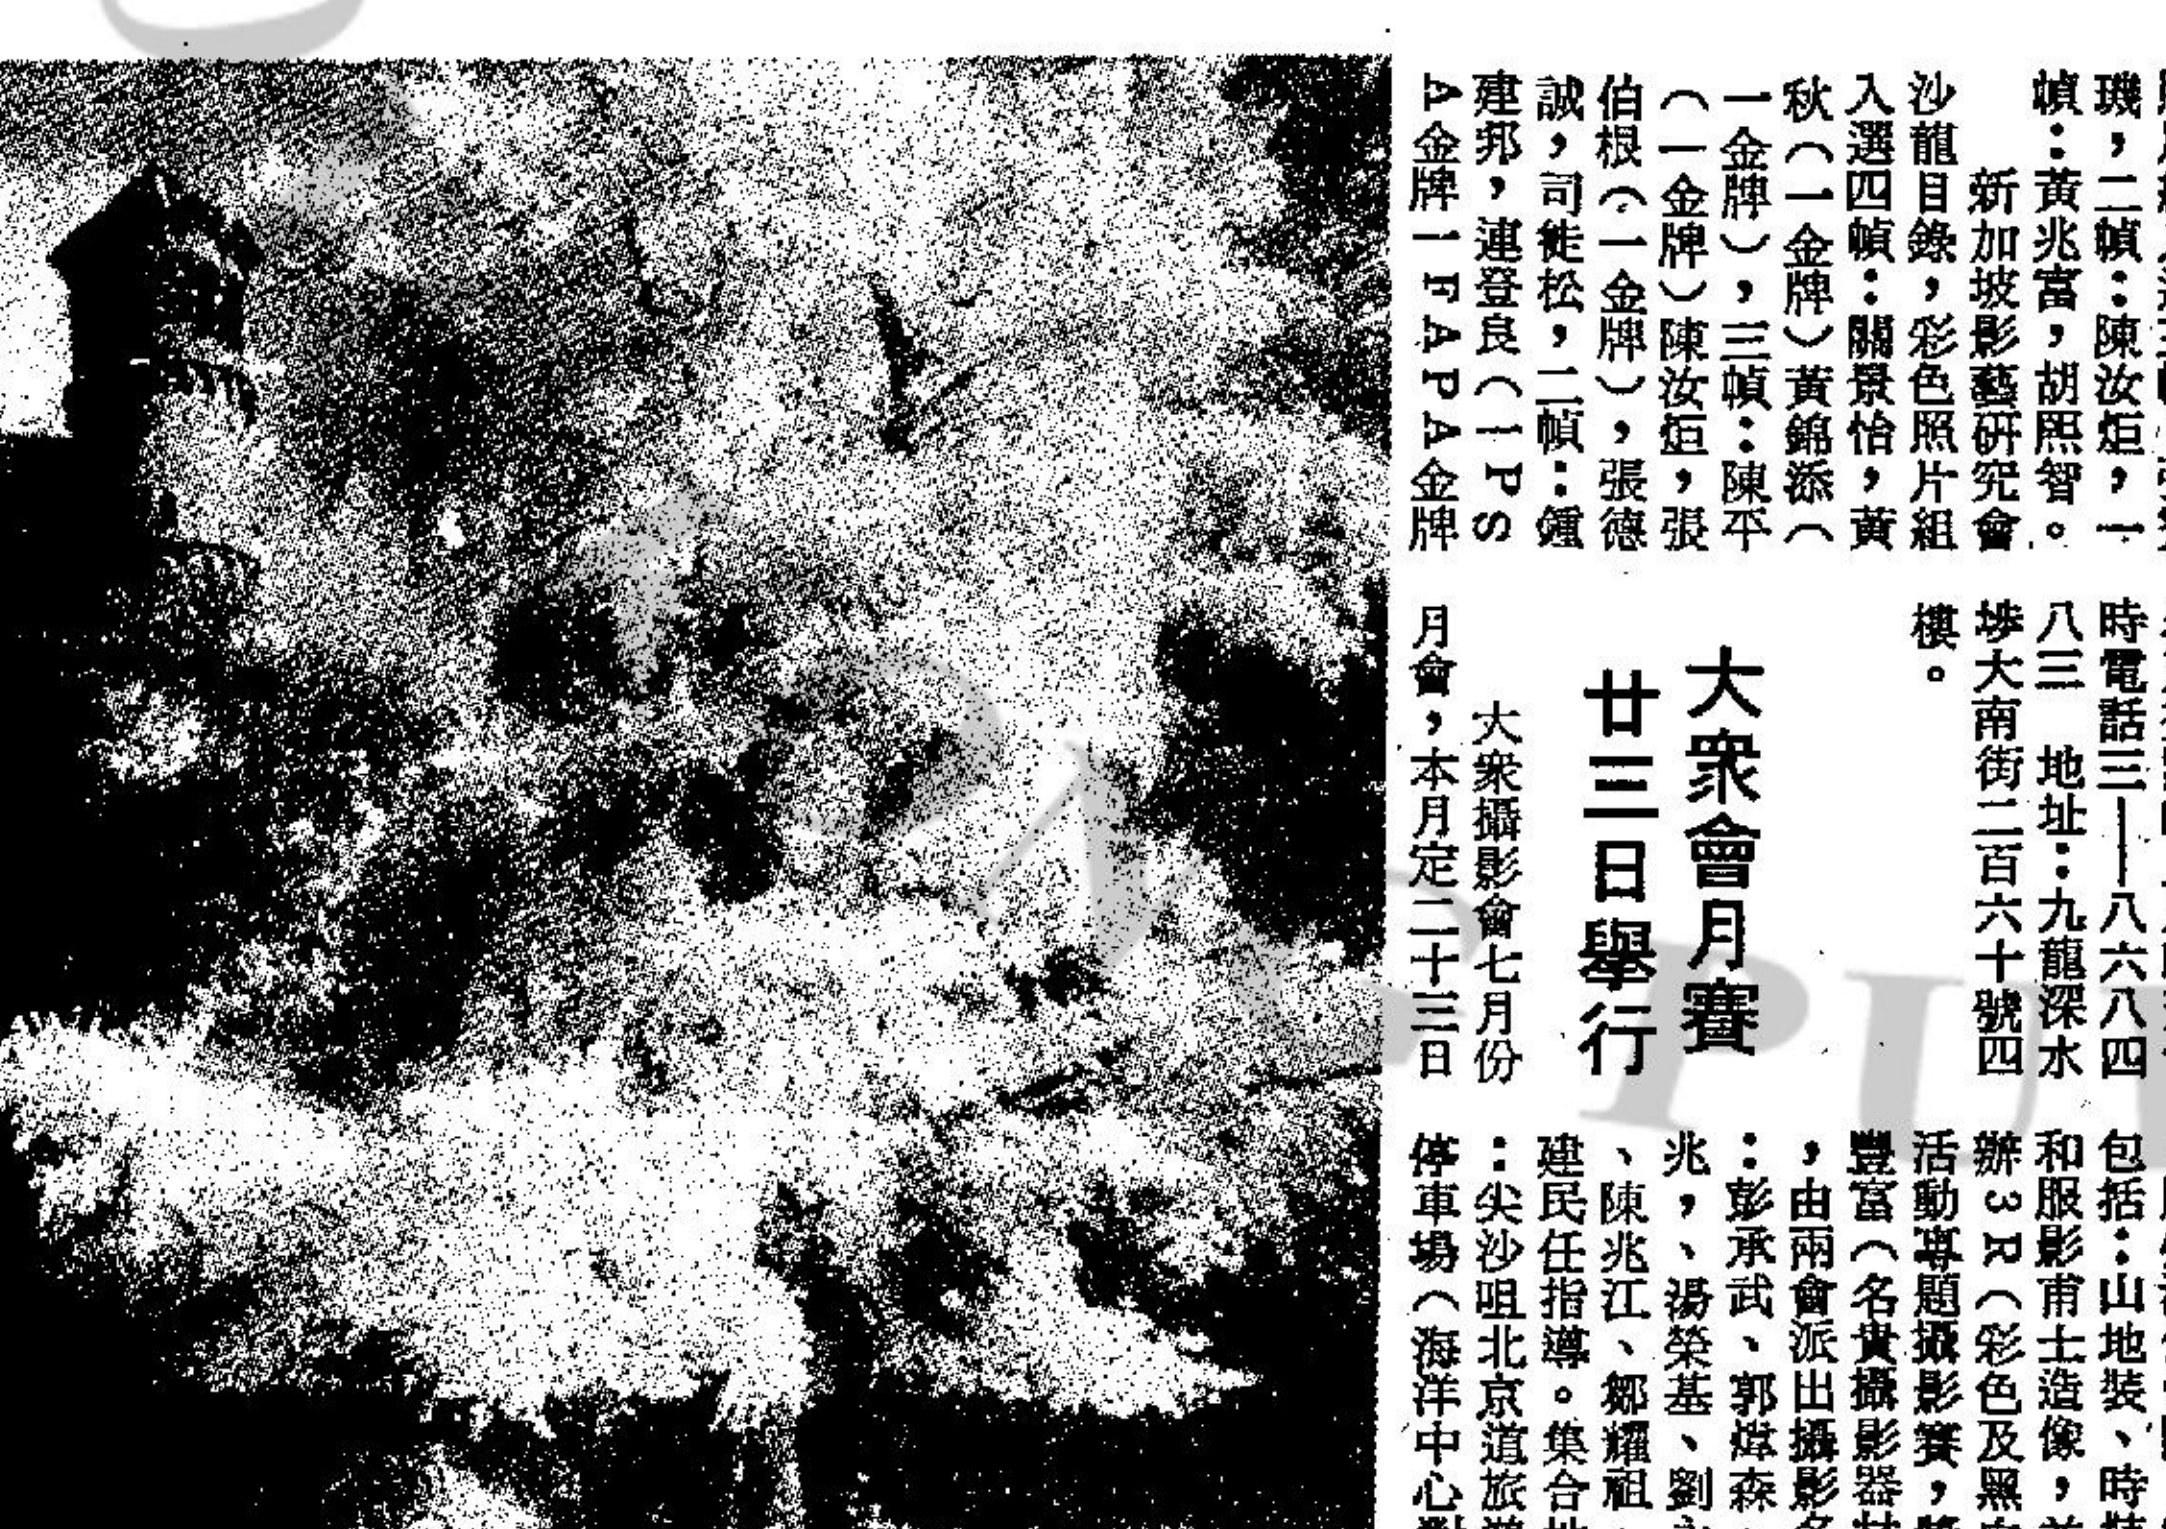 璣，二幀：陳汝炬，一
幀：黃兆富，胡照智。
新加坡影藝研究會
沙龍目錄，彩色照片組
入選四幀：關景怡，黃
秋（一金牌）黃錦添（
一金牌），三幀：陳平
（一金牌）陳汝炬，張
伯根（一金牌），張德
誠，司徒松，二幀：鍾
建邦，連登良（一PS
A金牌一FAPA金牌
時電話三——八六八四
八三　地址：九龍深水
埗大南街二百六十號四
樓。
大眾會月賽
廿三日舉行
大眾攝影會七月份
月會，本月定二十三日
包括：山地裝、時
和服影甫士造像，
辦3R（彩色及黑
活動專題攝影賽，
豐富（名貴攝影器
，由兩會派出攝影
：彭承武、郭煒森
兆，、湯榮基、劉
、陳兆江、鄒耀祖
建民任指導。集合
：尖沙咀北京道旅
停車場（海洋中心